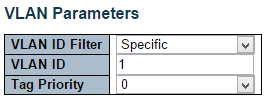 VLAN Parameters
VLAN ID Filter Specific
VLAN ID 1
Tag Priority 0